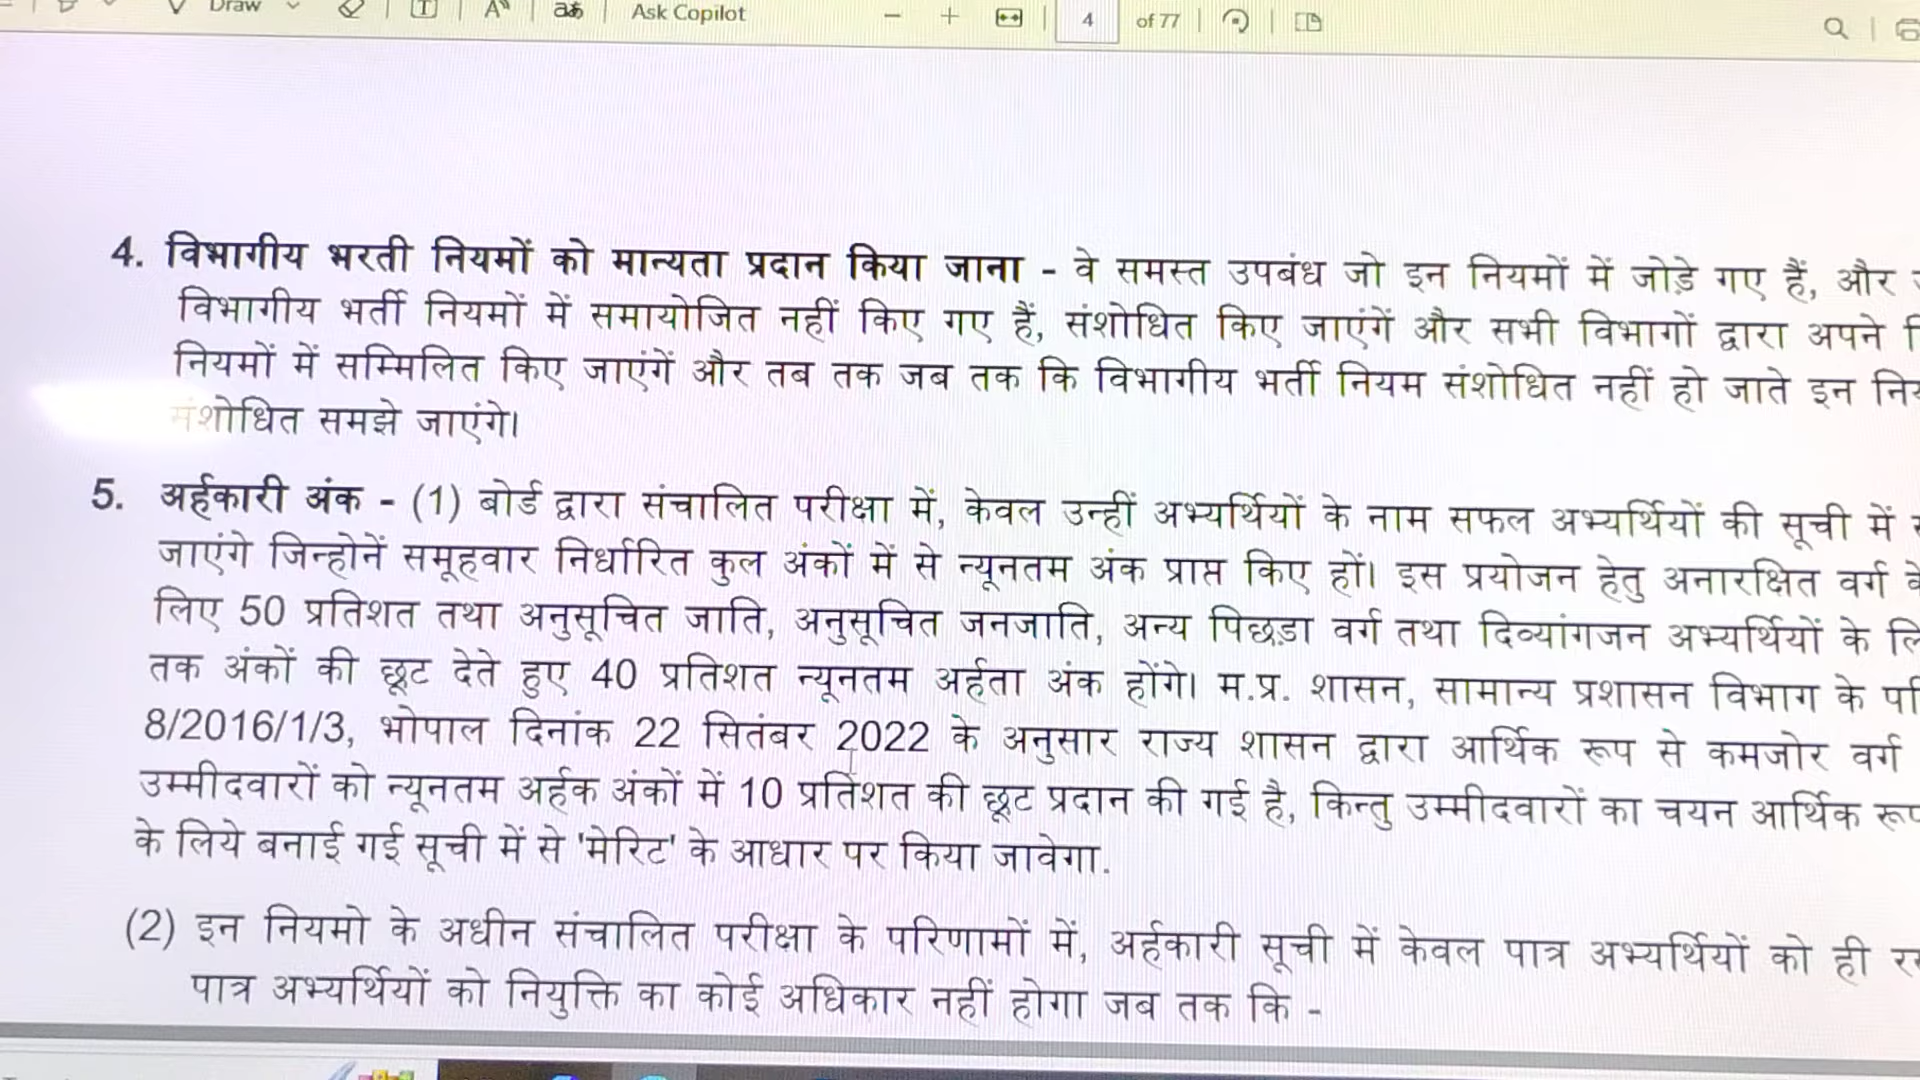 Draw
T
A
aあ
Ask Copilot
4
of 77
4. विभागीय भरती नियमों को मान्यता प्रदान किया जाना - वे समस्त उपबंध जो इन नियमों में जोड़े गए हैं, और
विभागीय भर्ती नियमों में समायोजित नहीं किए गए हैं, संशोधित किए जाएंगें और सभी विभागों द्वारा अपने
नियमों में सम्मिलित किए जाएंगें और तब तक जब तक कि विभागीय भर्ती नियम संशोधित नहीं हो जाते इन
संशोधित समझे जाएंगे।
5. अर्हकारी अंक - (1) बोर्ड द्वारा संचालित परीक्षा में, केवल उन्हीं अभ्यर्थियों के नाम सफल अभ्यर्थियों की सूची में
जाएंगे जिन्होनें समूहवार निर्धारित कुल अंकों में से न्यूनतम अंक प्राप्त किए हों। इस प्रयोजन हेतु अनारक्षित वर्ग के
लिए 50 प्रतिशत तथा अनुसूचित जाति, अनुसूचित जनजाति, अन्य पिछड़ा वर्ग तथा दिव्यांगजन अभ्यर्थियों के
तक अंकों की छूट देते हुए 40 प्रतिशत न्यूनतम अर्हता अंक होंगे। म.प्र. शासन, सामान्य प्रशासन विभाग के
8/2016/1/3, भोपाल दिनांक 22 सितंबर 2022 के अनुसार राज्य शासन द्वारा आर्थिक रूप से कमजोर वर्ग
उम्मीदवारों को न्यूनतम अर्हक अंकों में 10 प्रतिशत की छूट प्रदान की गई है, किन्तु उम्मीदवारों का चयन आर्थिक रूप
के लिये बनाई गई सूची में से 'मेरिट' के आधार पर किया जावेगा.
(2) इन नियमो के अधीन संचालित परीक्षा के परिणामों में, अर्हकारी सूची में केवल पात्र अभ्यर्थियों को ही
पात्र अभ्यर्थियों को नियुक्ति का कोई अधिकार नहीं होगा जब तक कि -